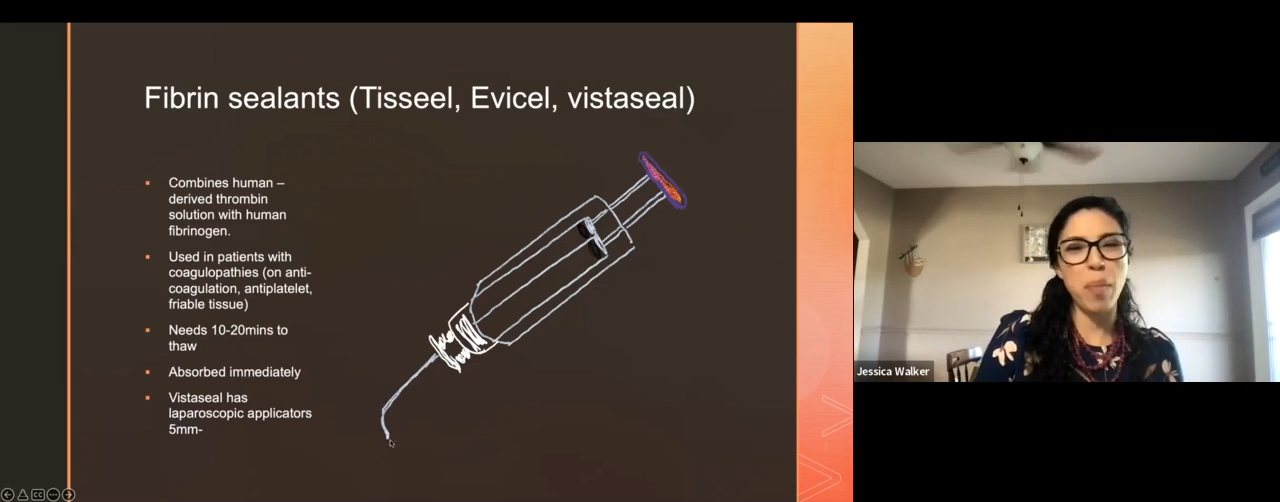 Fibrin sealants (Tisseel, Evicel, vistaseal)
Combines human –
derived thrombin
solution with human
fibrinogen.
Used in patients with
coagulopathies (on anti-
coagulation, antiplatelet,
friable tissue)
Needs 10-20mins to
thaw
Absorbed immediately
Vistaseal has
laparoscopic applicators
5mm-
Jessica Walker